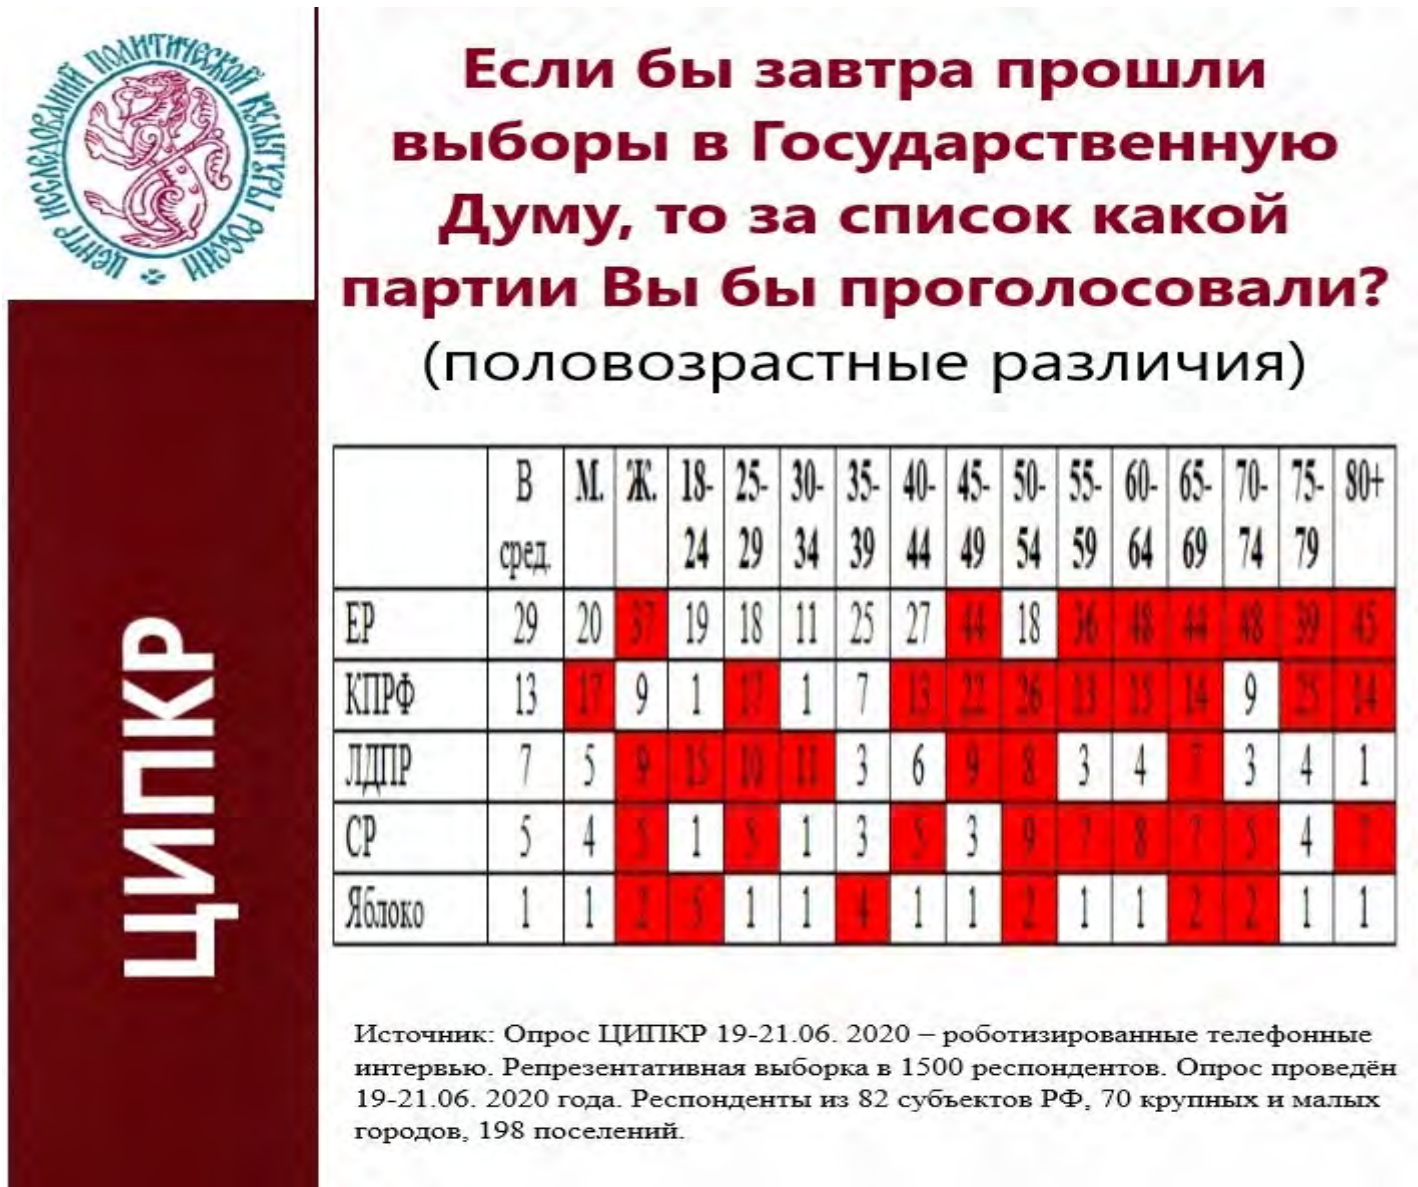 ЦЕНТР ИССЛЕДОВАНИЙ ПОЛИТИЧЕСКОЙ КУЛЬТУРЫ РОССИИ
Если бы завтра прошли
выборы в Государственную
Думу, то за список какой
партии Вы бы проголосовали?
(половозрастные различия)
В сред. М. Ж. 18-24 25-29 30-34 35-39 40-44 45-49 50-54 55-59 60-64 65-69 70-74 75-79 80+
ЕР 29 20 37 19 18 11 25 27 44 18 36 48 44 48 39 45
КПРФ 13 17 9 1 17 1 7 13 22 26 13 14 9 25 14
ЛДПР 7 5 9 15 10 11 3 6 9 8 3 4 7 3 4 1
СР 5 4 5 1 5 1 3 5 3 9 7 8 7 5 4 7
Яблоко 1 1 2 5 1 1 4 1 1 2 1 1 2 2 1 1
ЦИПКР
Источник: Опрос ЦИПКР 19-21.06. 2020 – роботизированные телефонные
интервью. Репрезентативная выборка в 1500 респондентов. Опрос проведён
19-21.06. 2020 года. Респонденты из 82 субъектов РФ, 70 крупных и малых
городов, 198 поселений.